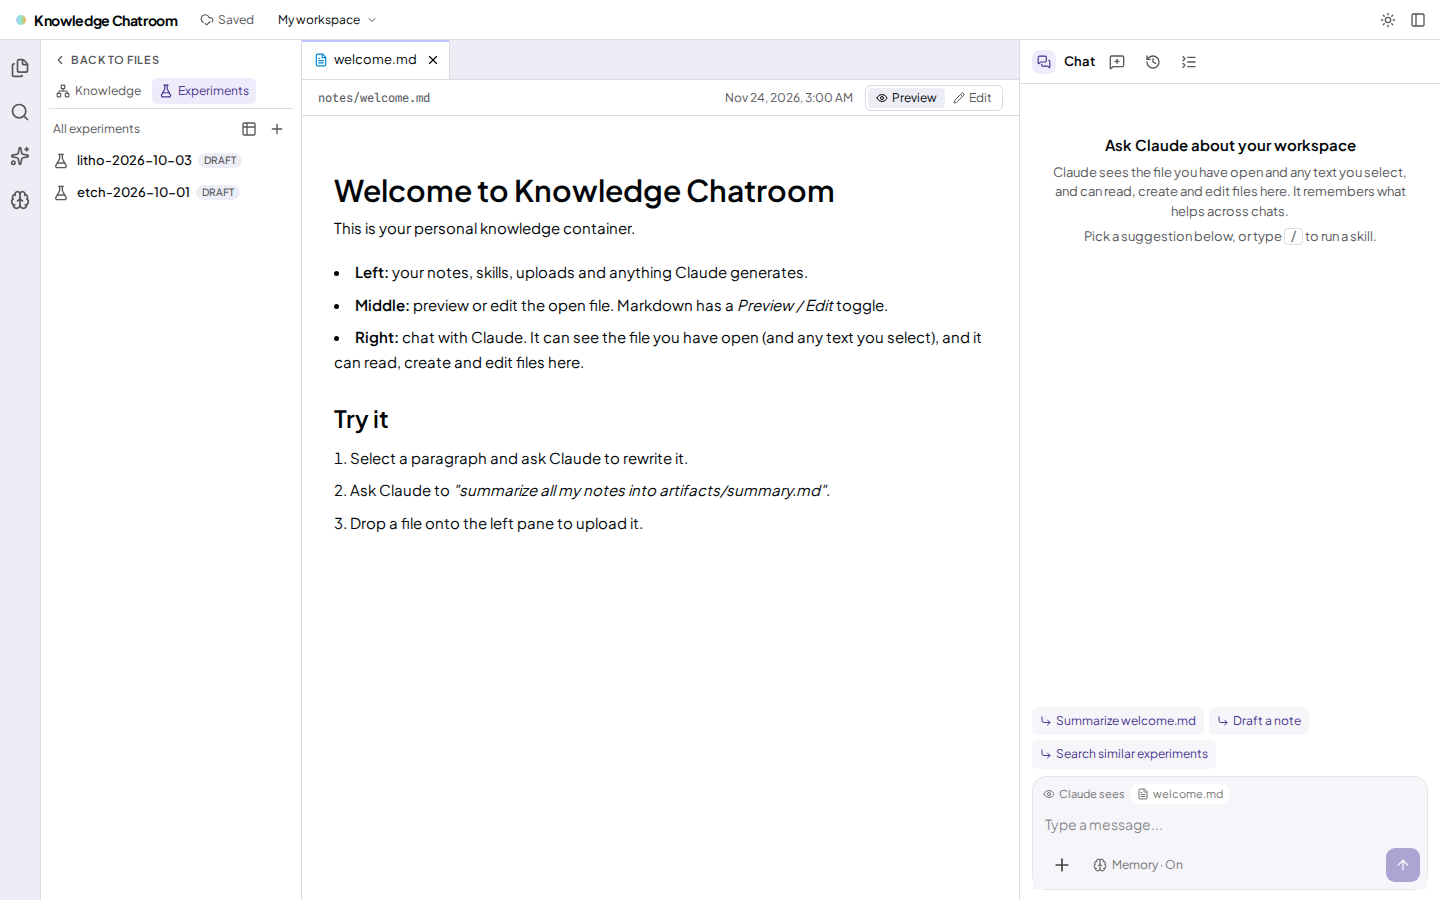 Knowledge Chatroom
Saved
My workspace
BACK TO FILES
Knowledge
Experiments
All experiments
litho-2026-10-03 DRAFT
etch-2026-10-01 DRAFT
welcome.md
notes/welcome.md
Nov 24, 2026, 3:00 AM
Preview
Edit
Welcome to Knowledge Chatroom
This is your personal knowledge container.
• Left: your notes, skills, uploads and anything Claude generates.
• Middle: preview or edit the open file. Markdown has a Preview / Edit toggle.
• Right: chat with Claude. It can see the file you have open (and any text you select), and it
can read, create and edit files here.
Try it
1. Select a paragraph and ask Claude to rewrite it.
2. Ask Claude to "summarize all my notes into artifacts/summary.md".
3. Drop a file onto the left pane to upload it.
Chat
Ask Claude about your workspace
Claude sees the file you have open and any text you select,
and can read, create and edit files here. It remembers what
helps across chats.
Pick a suggestion below, or type / to run a skill.
Summarize welcome.md
Draft a note
Search similar experiments
Claude sees
welcome.md
Type a message...
Memory · On